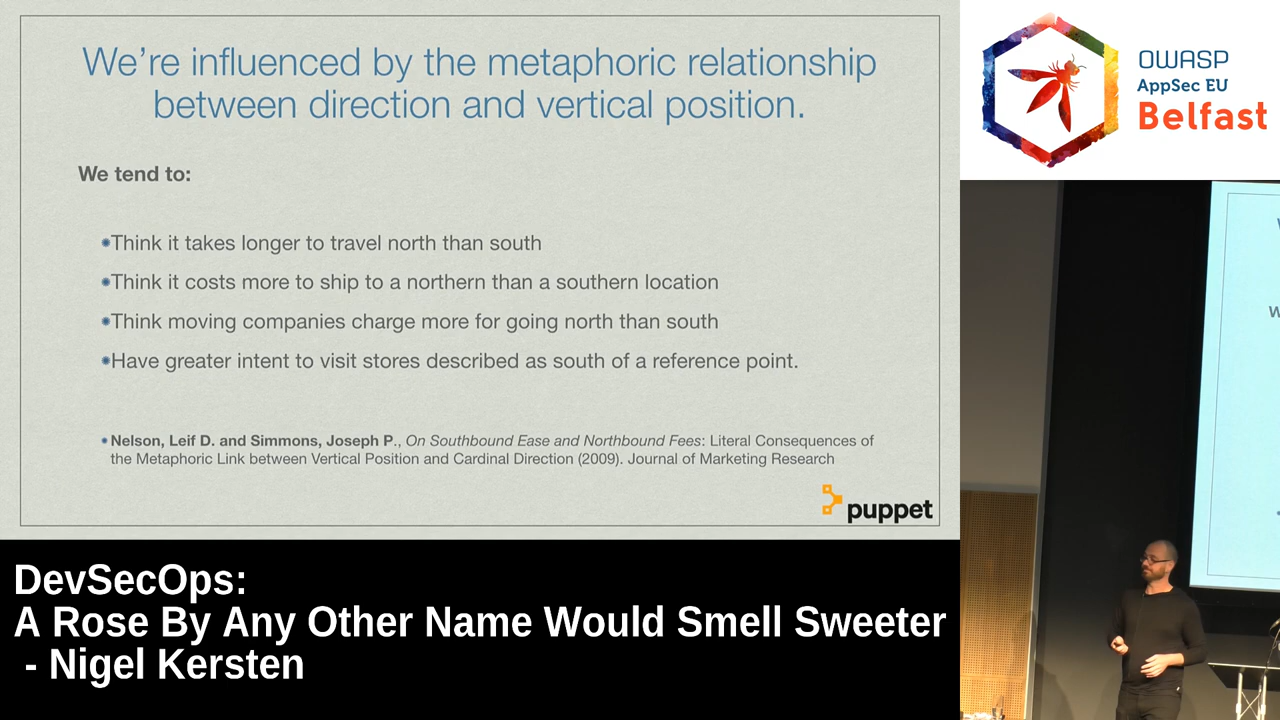 We're influenced by the metaphoric relationship
between direction and vertical position.
We tend to:
Think it takes longer to travel north than south
Think it costs more to ship to a northern than a southern location
Think moving companies charge more for going north than south
Have greater intent to visit stores described as south of a reference point.
Nelson, Leif D. and Simmons, Joseph P., On Southbound Ease and Northbound Fees: Literal Consequences of
the Metaphoric Link between Vertical Position and Cardinal Direction (2009). Journal of Marketing Research
puppet
OWASP
AppSec EU
Belfast
DevSecOps:
A Rose By Any Other Name Would Smell Sweeter
- Nigel Kersten